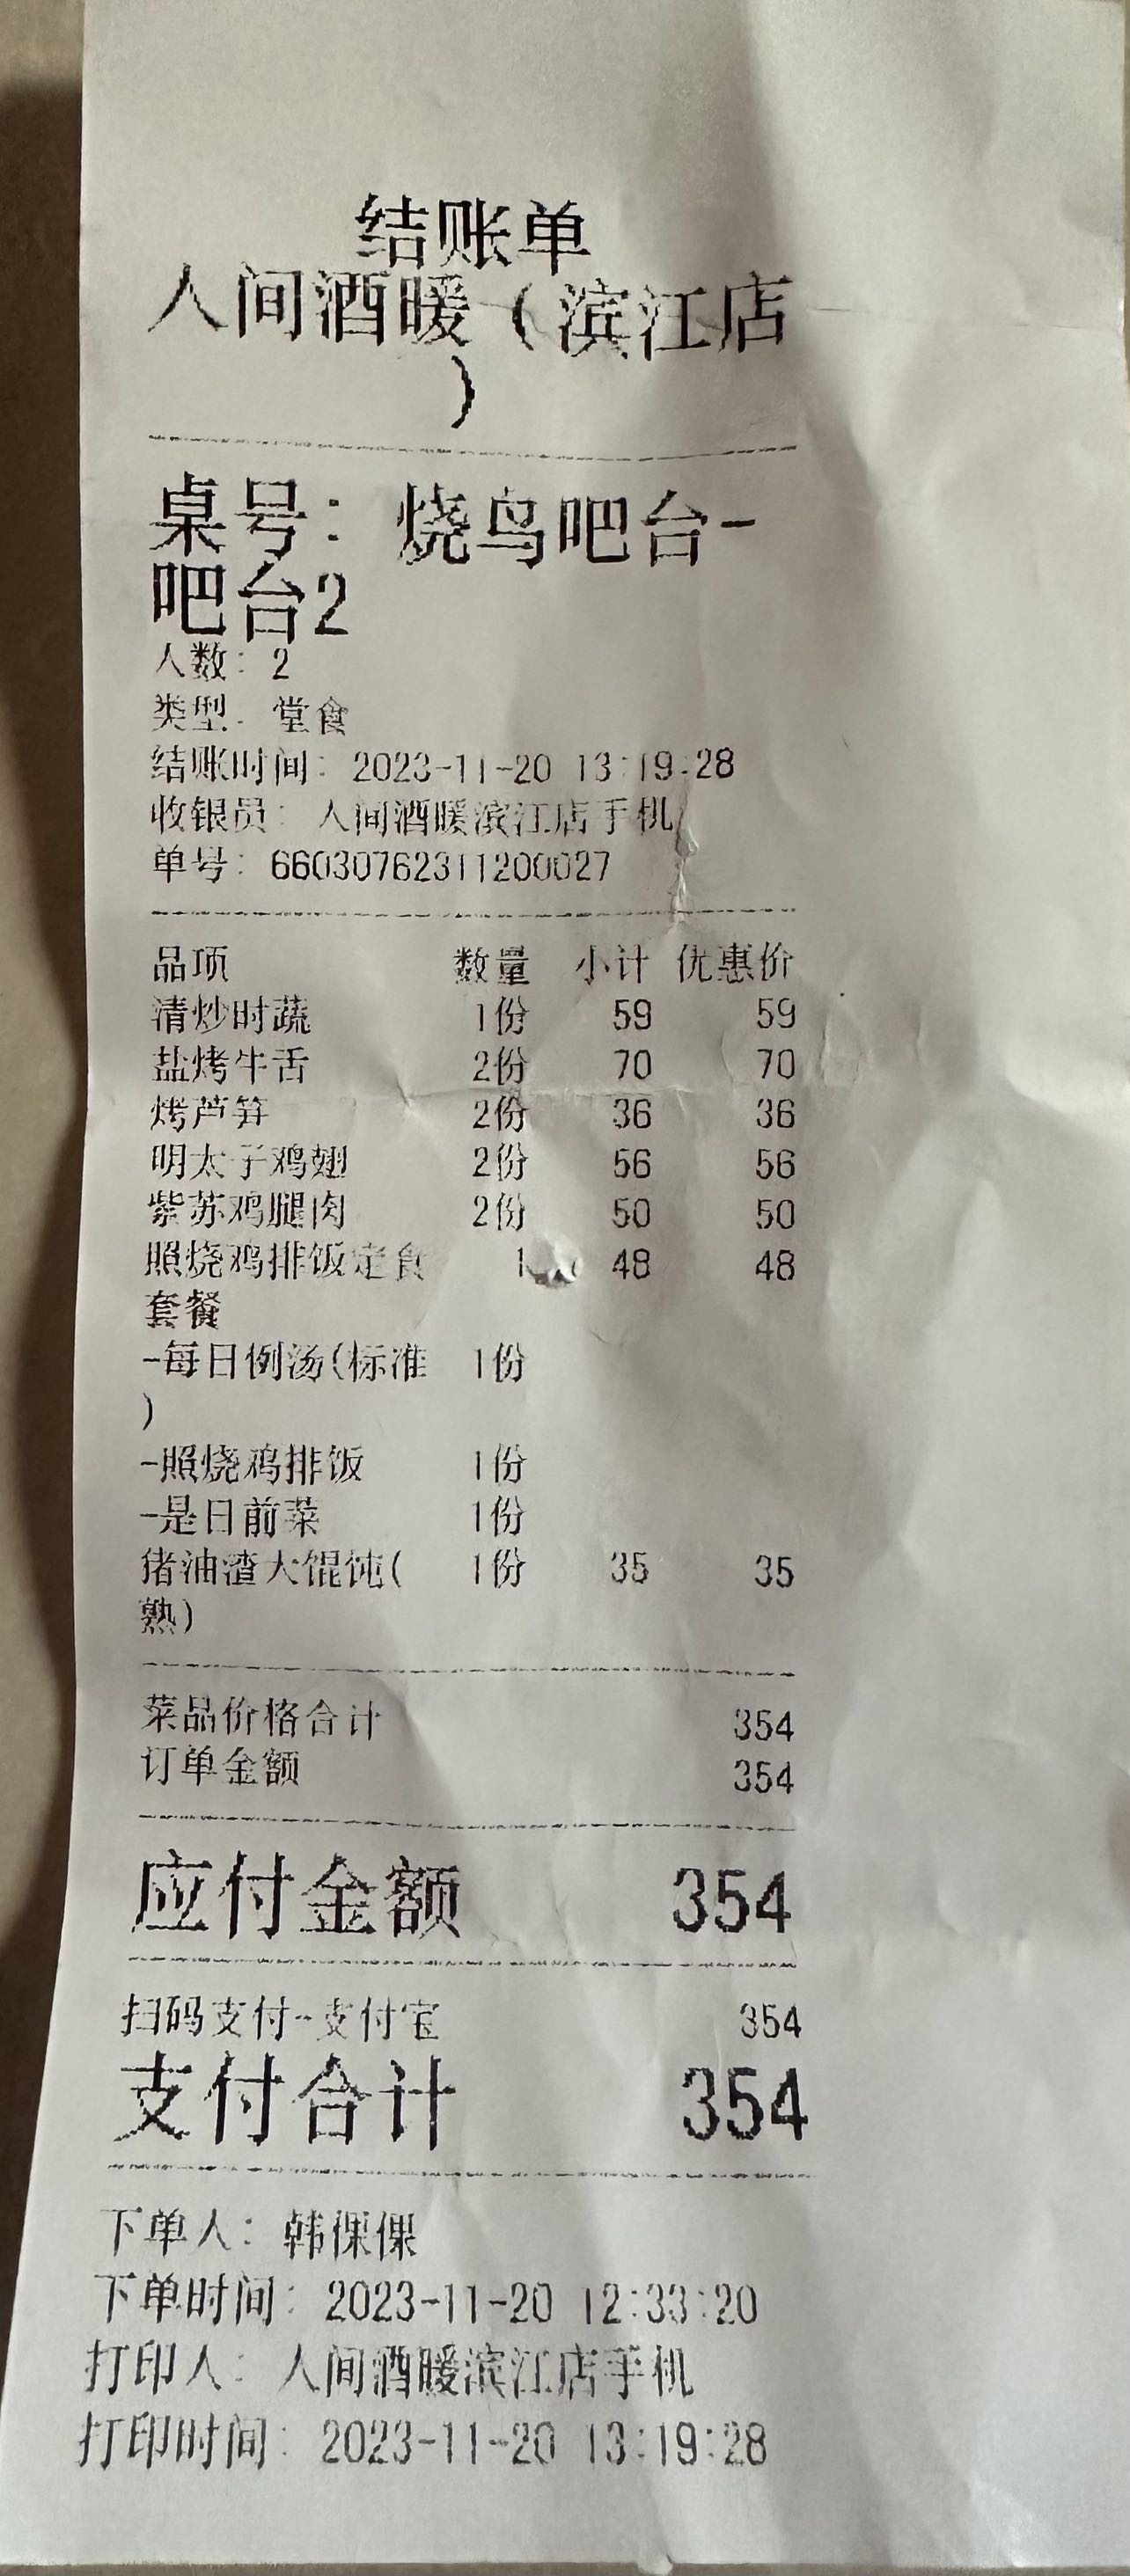 结账单
人间酒暖（滨江店
）
桌号：烧鸟吧台-
吧台2
人数：2
类型：堂食
结账时间：2023-11-20 13:19:28
收银员：人间酒暖滨江店手机
单号：660307623112000​27
品项 数量 小计 优惠价
清炒时蔬 1份 59 59
盐烤牛舌 2份 70 70
烤芦笋 2份 36 36
明太子鸡翅 2份 56 56
紫苏鸡腿肉 2份 50 50
照烧鸡排饭定食 1 48 48
套餐
-每日例汤(标准 1份
)
-照烧鸡排饭 1份
-是日前菜 1份
猪油渣大馄饨( 1份 35 35
熟)
菜品价格合计 354
订单金额 354
应付金额 354
扫码支付-支付宝 354
支付合计 354
下单人：韩倮倮
下单时间：2023-11-20 12:33:20
打印人：人间酒暖滨江店手机
打印时间：2023-11-20 13:19:28